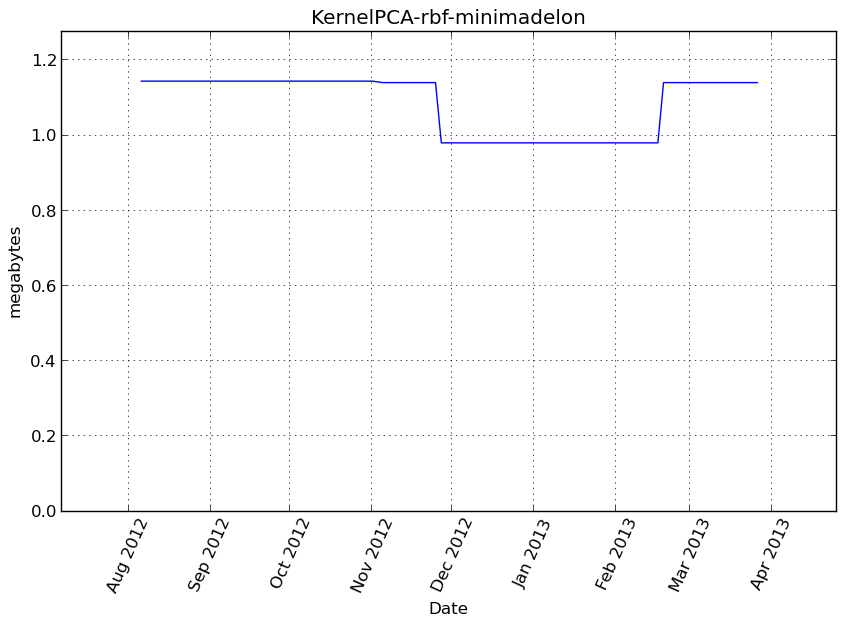 KernelPCA-rbf-minimadelon
1.2
1.0
0.8
0.6
0.4
0.2
0.0
megabytes
Aug 2012
Sep 2012
Oct 2012
Nov 2012
Dec 2012
Jan 2013
Feb 2013
Mar 2013
Apr 2013
Date